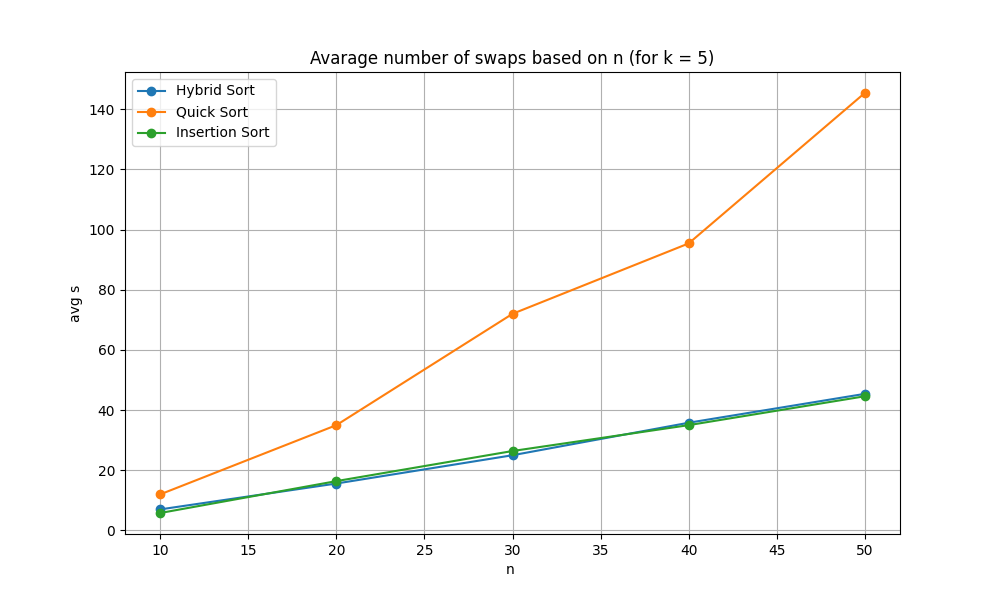 Avarage number of swaps based on n (for k = 5)
Hybrid Sort
Quick Sort
Insertion Sort
avg s
140
120
100
80
60
40
20
0
10 15 20 25 30 35 40 45 50
n